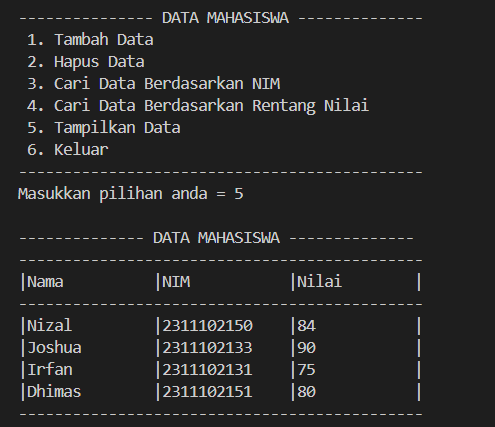 --------------- DATA MAHASISWA --------------
1. Tambah Data
2. Hapus Data
3. Cari Data Berdasarkan NIM
4. Cari Data Berdasarkan Rentang Nilai
5. Tampilkan Data
6. Keluar
---------------------------------------------
Masukkan pilihan anda = 5
-------------- DATA MAHASISWA --------------
---------------------------------------------
|Nama          |NIM           |Nilai        |
---------------------------------------------
|Nizal         |2311102150    |84           |
|Joshua        |2311102133    |90           |
|Irfan         |2311102131    |75           |
|Dhimas        |2311102151    |80           |
---------------------------------------------